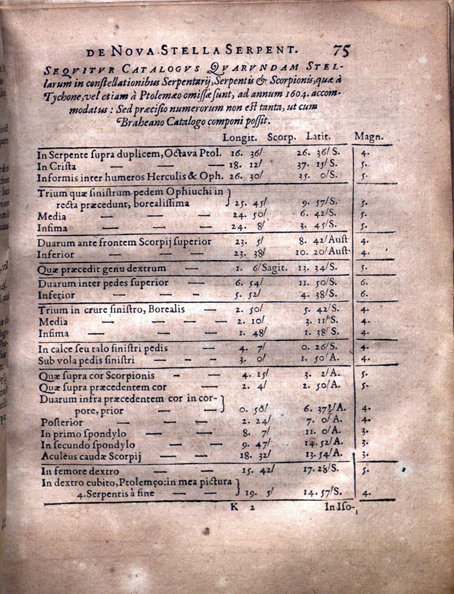 DE NOVA STELLA SERPENT. 75
SEQVITVR CATALOGVS QVARVNDAM STEL-
larum in constellationibus Serpentarij, Serpentis & Scorpionis, quæ à
Tychone, vel etiam à Ptolemæo omissæ sunt, ad annum 1604. accom-
modatus: Sed præcisio numerorum non est tanta, ut cum
Braheano Catalogo componi possit.
Longit. Scorp. Latit. Magn.
In Serpente supra duplicem, Octava Ptol. 16. 36/ 26. 36/S. 4.
In Crista — — — 18. 12/ 37. 15/S. 5.
Informis inter humeros Herculis & Oph. 26. 30/ 35. 0/S. 5.
Trium quæ sinistrum pedem Ophiuchi in }
recta præcedunt, borealissima } 25. 45/ 9. 57/S. 5.
Media — — — 24. 50/ 6. 42/S. 5.
Infima — — — 24. 8/ 3. 45/S. 5.
Duarum ante frontem Scorpij superior 23. 5/ 8. 42/Aust 4.
Inferior — — — 23. 38/ 10. 20/Aust. 4.
Quæ præcedit genu dextrum — 1. 6/Sagit. 13. 34/S. 5.
Duarum inter pedes superior — 6. 54/ 11. 50/S. 6.
Inferior — — — 5. 52/ 4. 38/S. 6.
Trium in crure sinistro, Borealis — 2. 50/ 5. 42/S. 4.
Media — — — 2. 10/ 3. 11/S. 4.
Infima — — — 1. 48/ 1. 38/S. 4.
In calce seu talo sinistri pedis — 4. 7/ 0. 26/S. 4.
Sub vola pedis sinistri — — 3. 0/ 1. 50/A. 4.
Quæ supra cor Scorpionis — — 4. 15/ 3. 2/A. 5.
Quæ supra præcedentem cor — 2. 4/ 2. 50/A. 5.
Duarum infra præcedentem cor in cor- }
pore, prior — — } 0. 58/ 6. 37½/A. 4.
Posterior — — — 2. 24/ 7. 0/A. 4.
In primo spondylo — — 8. 7/ 11. 0/A. 3.
In secundo spondylo — — 9. 47/ 14. 52/A. 3.
Aculeus caudæ Scorpij — — 18. 32/ 13. 54/A. 3.
In femore dextro — — 15. 42/ 17. 28/S. 5.
In dextro cubito, Ptolemæo: in mea pictura }
4. Serpentis à fine — — } 19. 5/ 14. 57/S. 4.
K 2 In Iso-